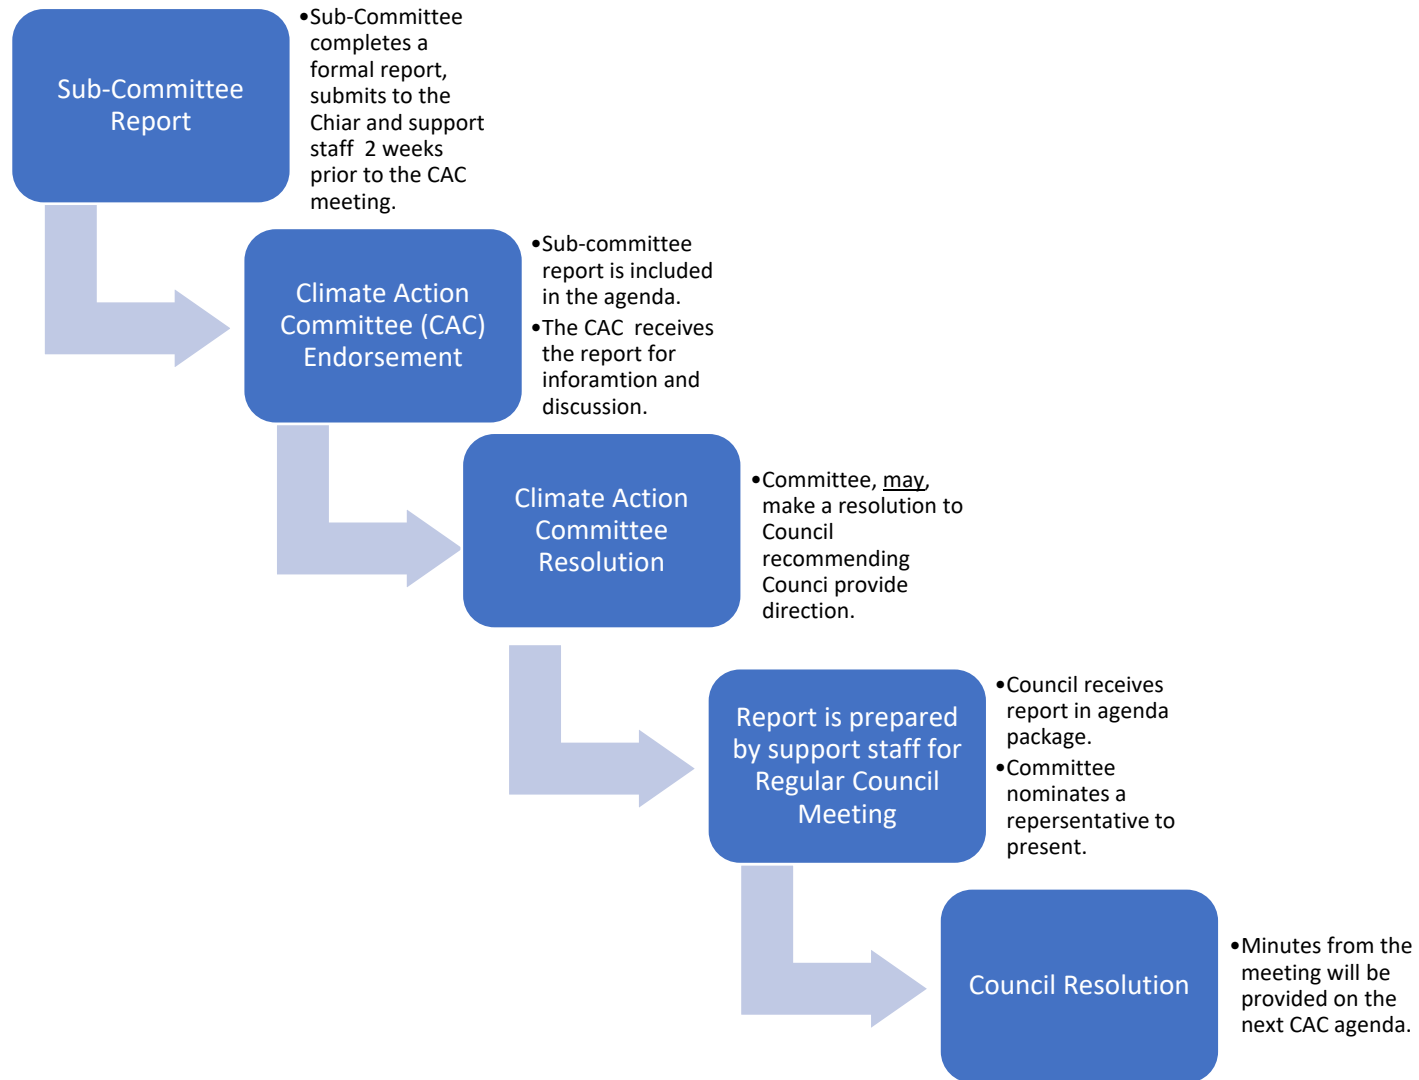 Sub-Committee
Report
•Sub-Committee
completes a
formal report,
submits to the
Chiar and support
staff 2 weeks
prior to the CAC
meeting.
Climate Action
Committee (CAC)
Endorsement
•Sub-committee
report is included
in the agenda.
•The CAC receives
the report for
inforamtion and
discussion.
Climate Action
Committee
Resolution
•Committee, may,
make a resolution to
Council
recommending
Counci provide
direction.
Report is prepared
by support staff for
Regular Council
Meeting
•Council receives
report in agenda
package.
•Committee
nominates a
repersentative to
present.
Council Resolution
•Minutes from the
meeting will be
provided on the
next CAC agenda.